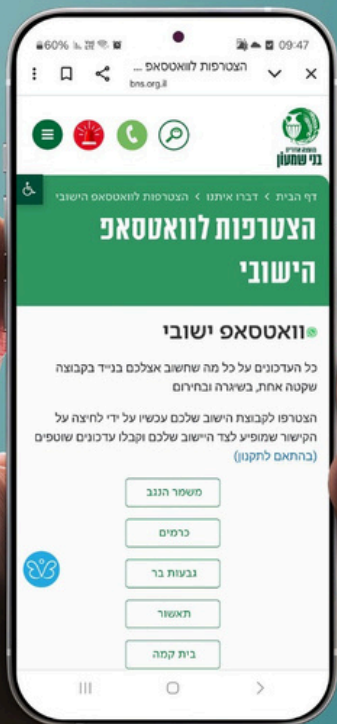 60%
09:47
הצטרפות לוואטסאפ ...
bns.org.il
בני שמעון
דף הבית > דברו איתנו > הצטרפות לוואטסאפ הישובי
הצטרפות לוואטסאפ
הישובי
וואטסאפ ישובי
כל העדכונים על כל מה שחשוב אצלכם בנייד בקבוצה
שקטה אחת, בשיגרה ובחירום
הצטרפו לקבוצת הישוב שלכם עכשיו על ידי לחיצה על
הקישור שמופיע לצד היישוב שלכם וקבלו עדכונים שוטפים
(בהתאם לתקנון)
משמר הנגב
כרמים
גבעות בר
תאשור
בית קמה